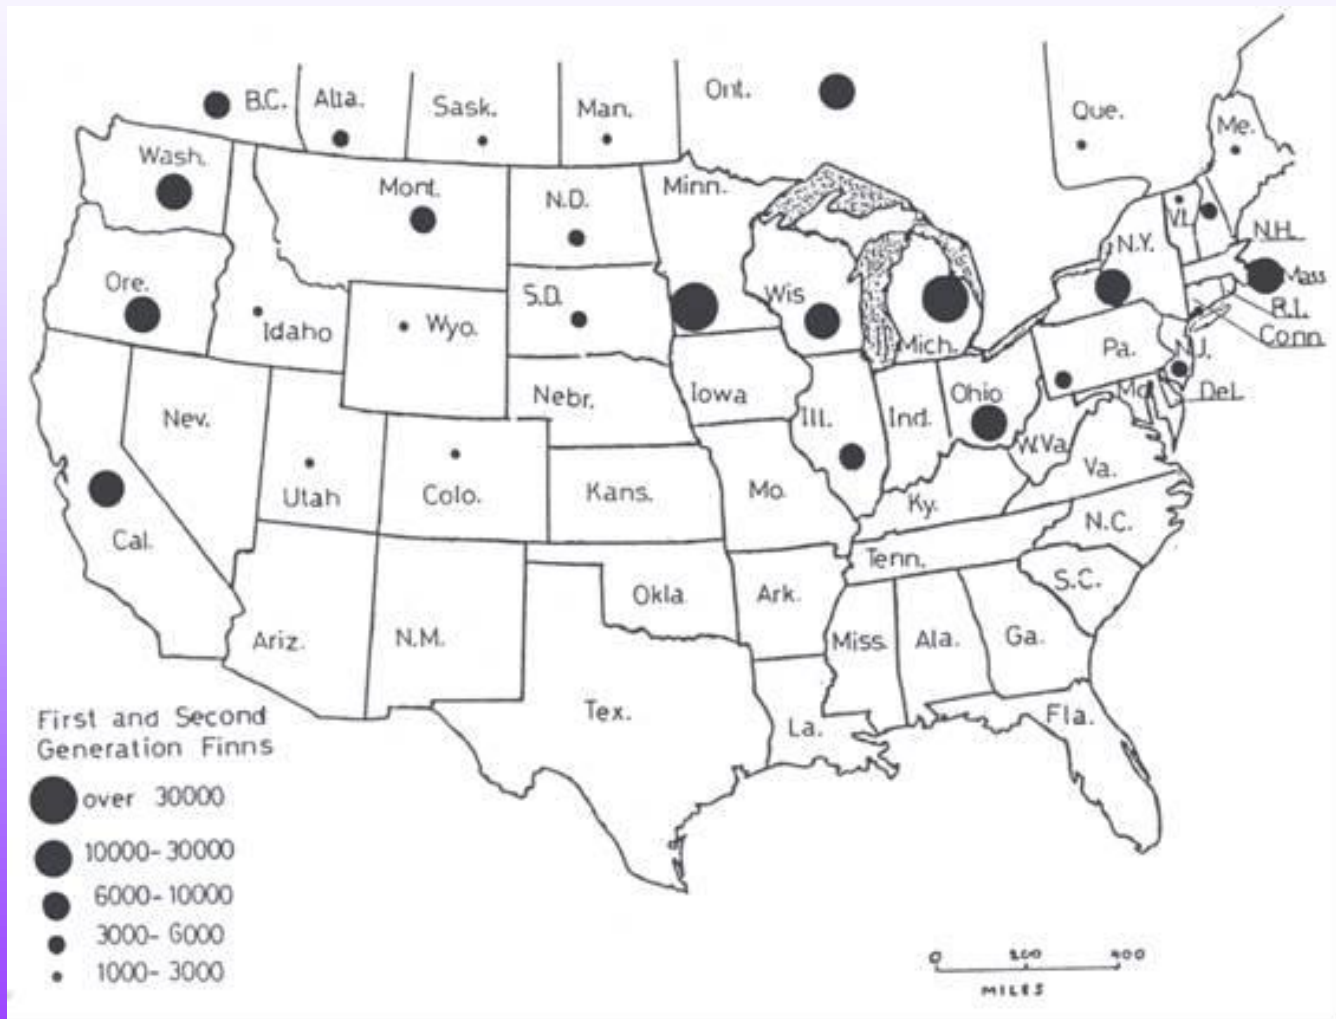 B.C.
Alta.
Sask.
Man.
Ont.
Que.
Me.
Wash.
Mont.
N.D.
Minn.
Vt.
N.H.
N.Y.
Ore.
Idaho
Wyo.
S.D.
Wis
Mich.
Mass
R.I.
Conn
Pa.
N.J.
Nev.
Nebr.
Iowa
Ill.
Ind.
Ohio
Md
Del.
W.Va.
Va.
Utah
Colo.
Kans.
Mo.
Ky.
Cal.
N.C.
Tenn.
S.C.
Ariz.
N.M.
Okla
Ark.
Miss.
Ala.
Ga.
Tex.
La.
Fla.
First and Second
Generation Finns
over 30000
10000-30000
6000-10000
3000-6000
1000-3000
0 200 400
MILES